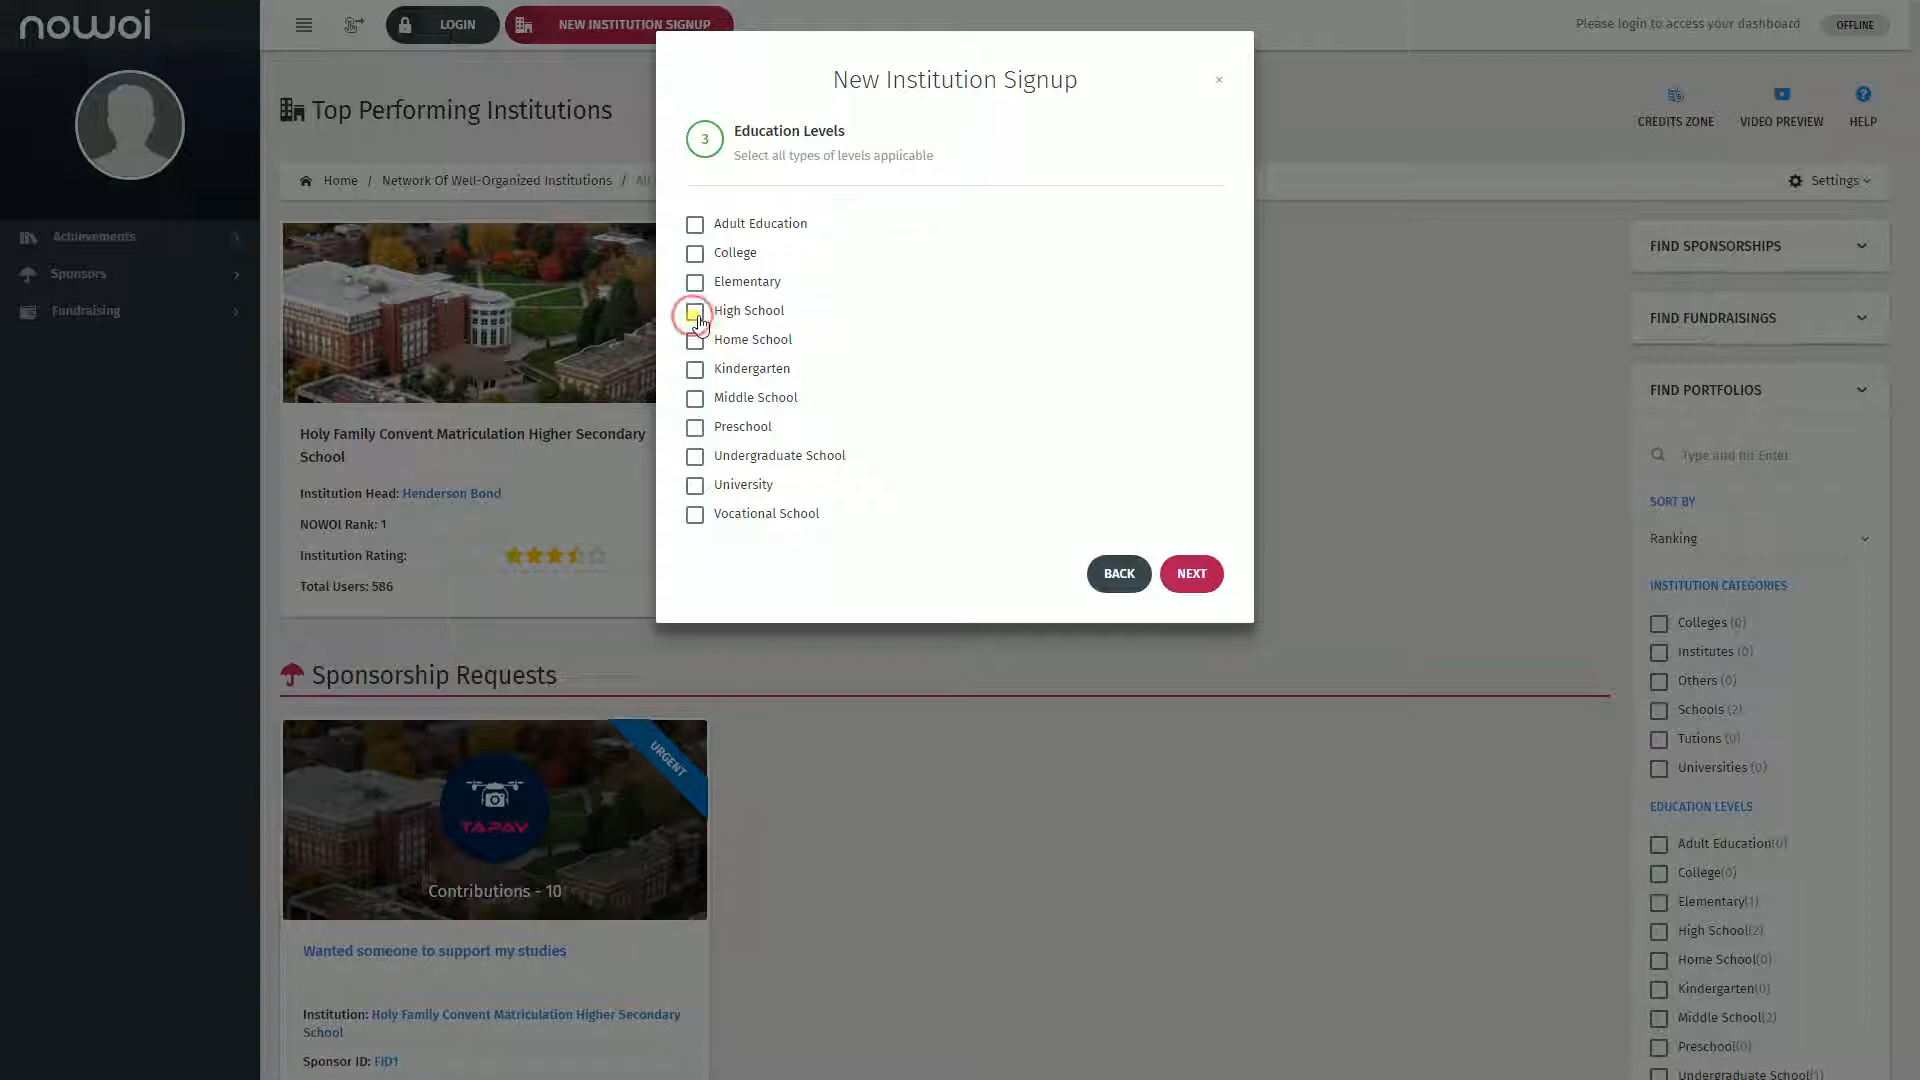 nowoi
LOGIN
NEW INSTITUTION SIGNUP
Please login to access your dashboard
OFFLINE
Achievements
Sponsors
Fundraising
Top Performing Institutions
CREDITS ZONE
VIDEO PREVIEW
HELP
Home / Network Of Well-Organized Institutions / All
Settings
Holy Family Convent Matriculation Higher Secondary
School
Institution Head: Henderson Bond
NOWOI Rank: 1
Institution Rating:
Total Users: 586
New Institution Signup
×
3
Education Levels
Select all types of levels applicable
Adult Education
College
Elementary
High School
Home School
Kindergarten
Middle School
Preschool
Undergraduate School
University
Vocational School
BACK
NEXT
Sponsorship Requests
URGENT
TAPAV
Contributions - 10
Wanted someone to support my studies
Institution: Holy Family Convent Matriculation Higher Secondary
School
Sponsor ID: FID1
FIND SPONSORSHIPS
FIND FUNDRAISINGS
FIND PORTFOLIOS
Type and hit Enter
SORT BY
Ranking
INSTITUTION CATEGORIES
Colleges (0)
Institutes (0)
Others (0)
Schools (2)
Tutions (0)
Universities (0)
EDUCATION LEVELS
Adult Education(0)
College(0)
Elementary(1)
High School(2)
Home School(0)
Kindergarten(0)
Middle School(2)
Preschool(0)
Undergraduate School(1)